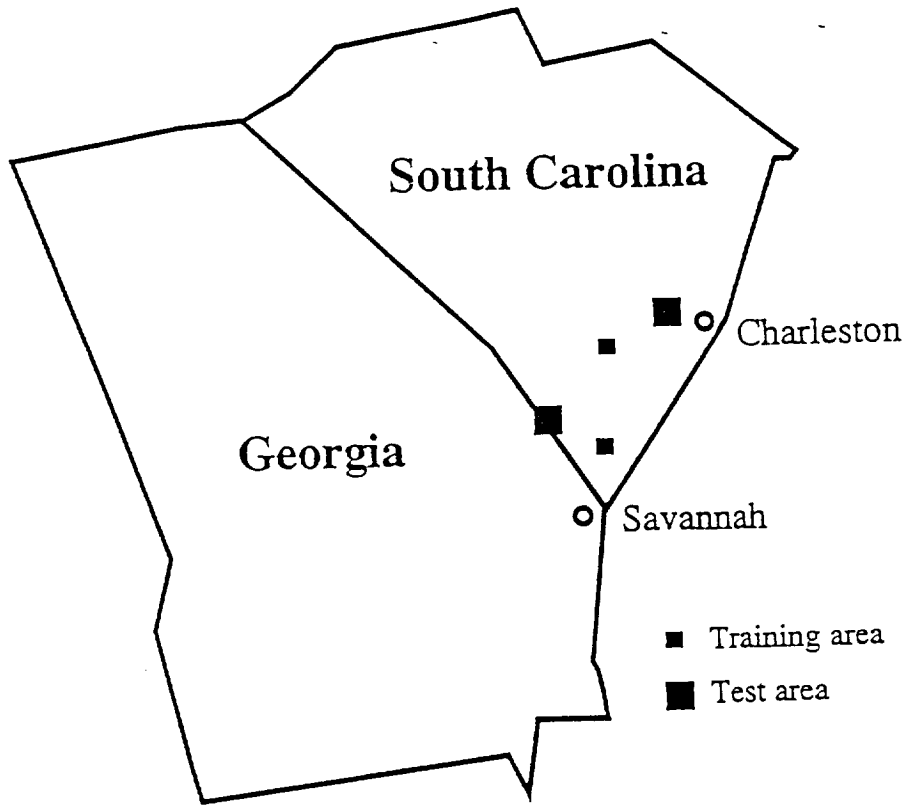 South Carolina
Charleston
Georgia
Savannah
Training area
Test area